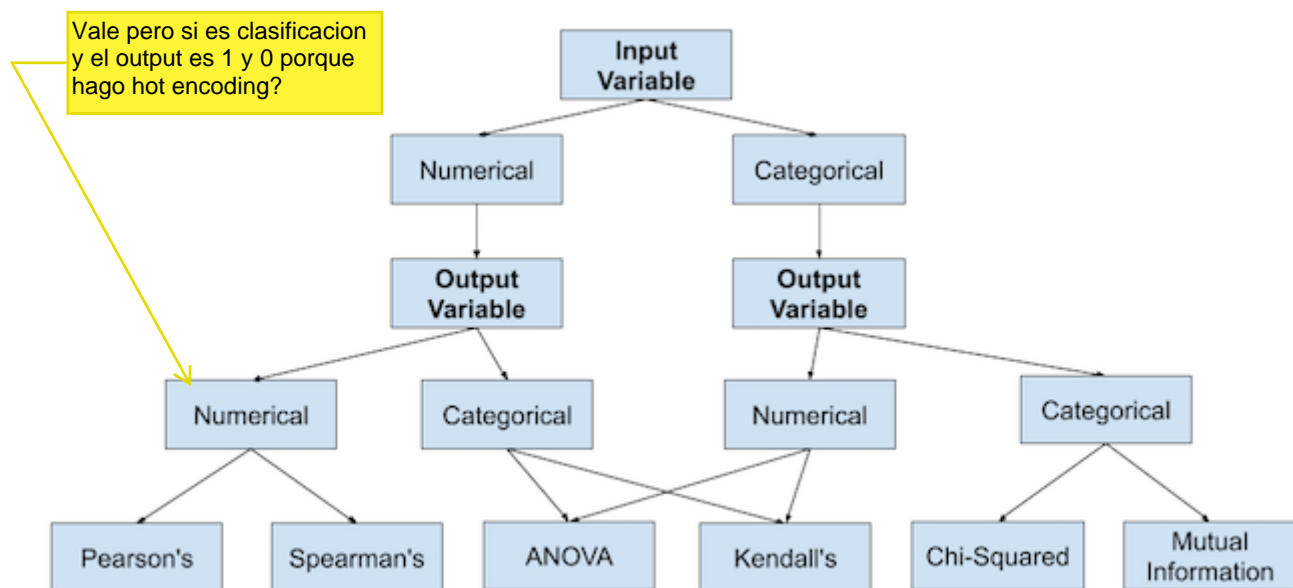 Vale pero si es clasificacion
y el output es 1 y 0 porque
hago hot encoding?
Input
Variable
Numerical
Categorical
Output
Variable
Output
Variable
Numerical
Categorical
Numerical
Categorical
Pearson's
Spearman's
ANOVA
Kendall's
Chi-Squared
Mutual
Information